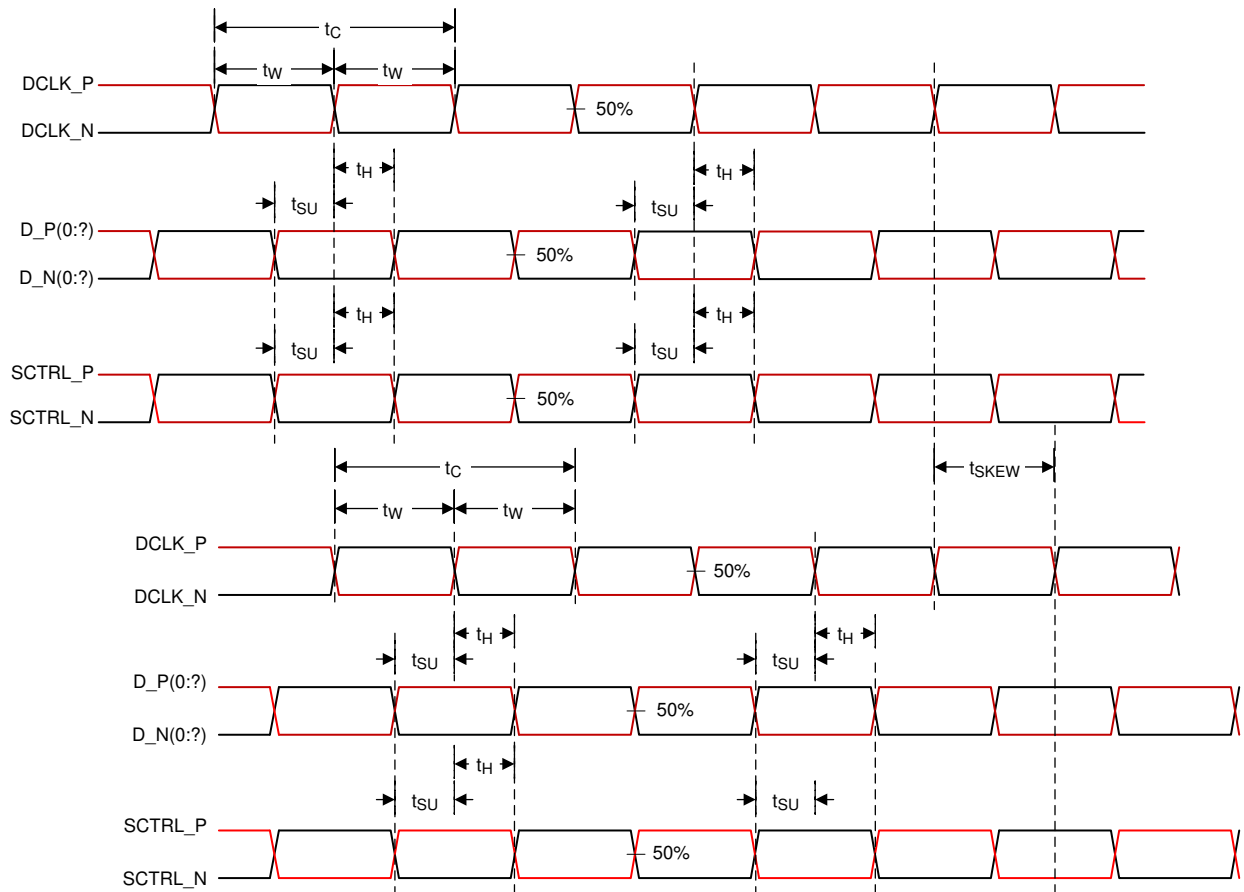 tC
tW tW
DCLK_P
50%
DCLK_N
tH tH
tSU tSU
D_P(0:?)
50%
D_N(0:?)
tH tH
tSU tSU
SCTRL_P
50%
SCTRL_N
tC tSKEW
tW tW
DCLK_P
50%
DCLK_N
tH tH
tSU tSU
D_P(0:?)
50%
D_N(0:?)
tH
tSU tSU
SCTRL_P
50%
SCTRL_N